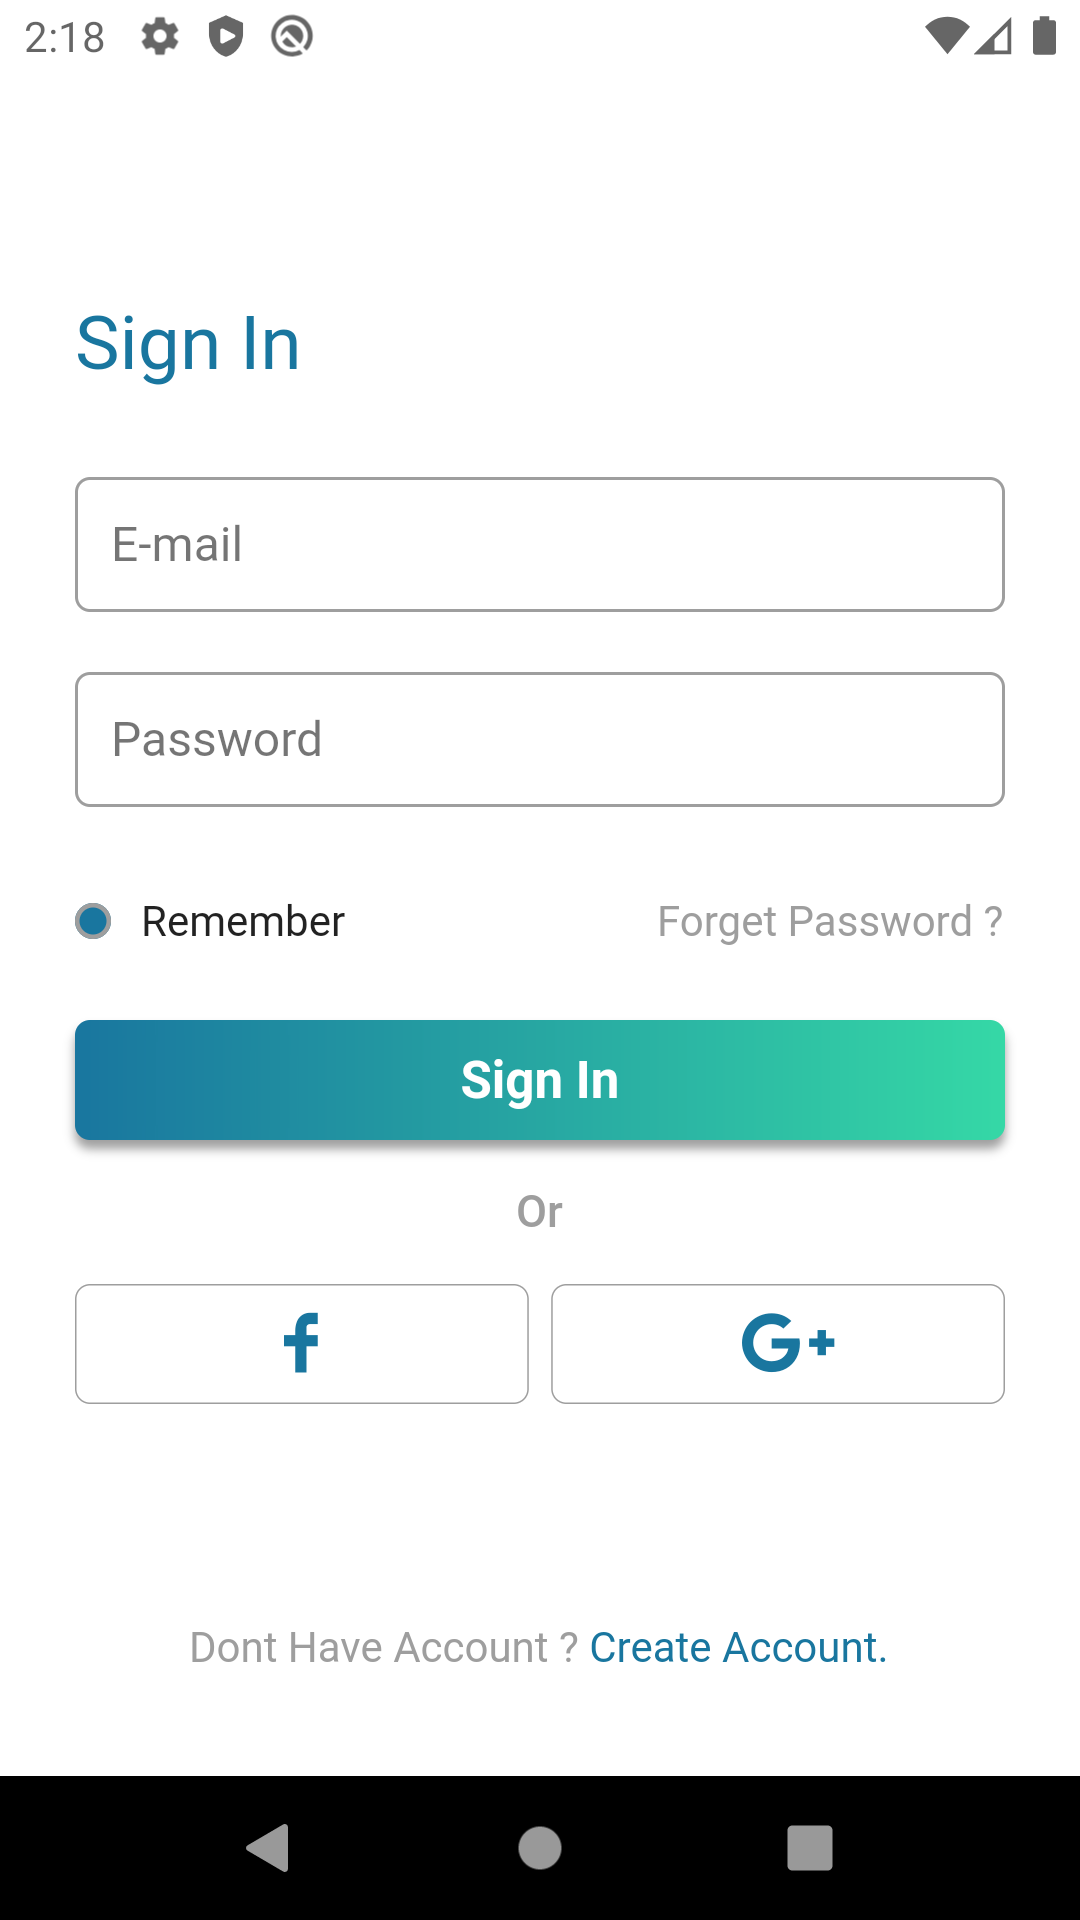 2:18
Sign In
E-mail
Password
Remember
Forget Password ?
Sign In
Or
G+
Dont Have Account ? Create Account.